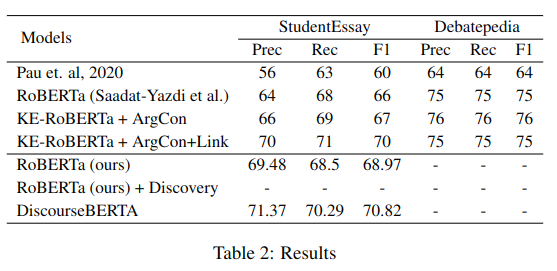 Models StudentEssay Debatepedia
Prec Rec F1 Prec Rec F1
Pau et. al, 2020 56 63 60 64 64 64
RoBERTa (Saadat-Yazdi et al.) 64 68 66 75 75 75
KE-RoBERTa + ArgCon 66 69 67 76 76 76
KE-RoBERTa + ArgCon+Link 70 71 70 75 75 75
RoBERTa (ours) 69.48 68.5 68.97 - - -
RoBERTa (ours) + Discovery - - - - - -
DiscourseBERTA 71.37 70.29 70.82 - - -
Table 2: Results